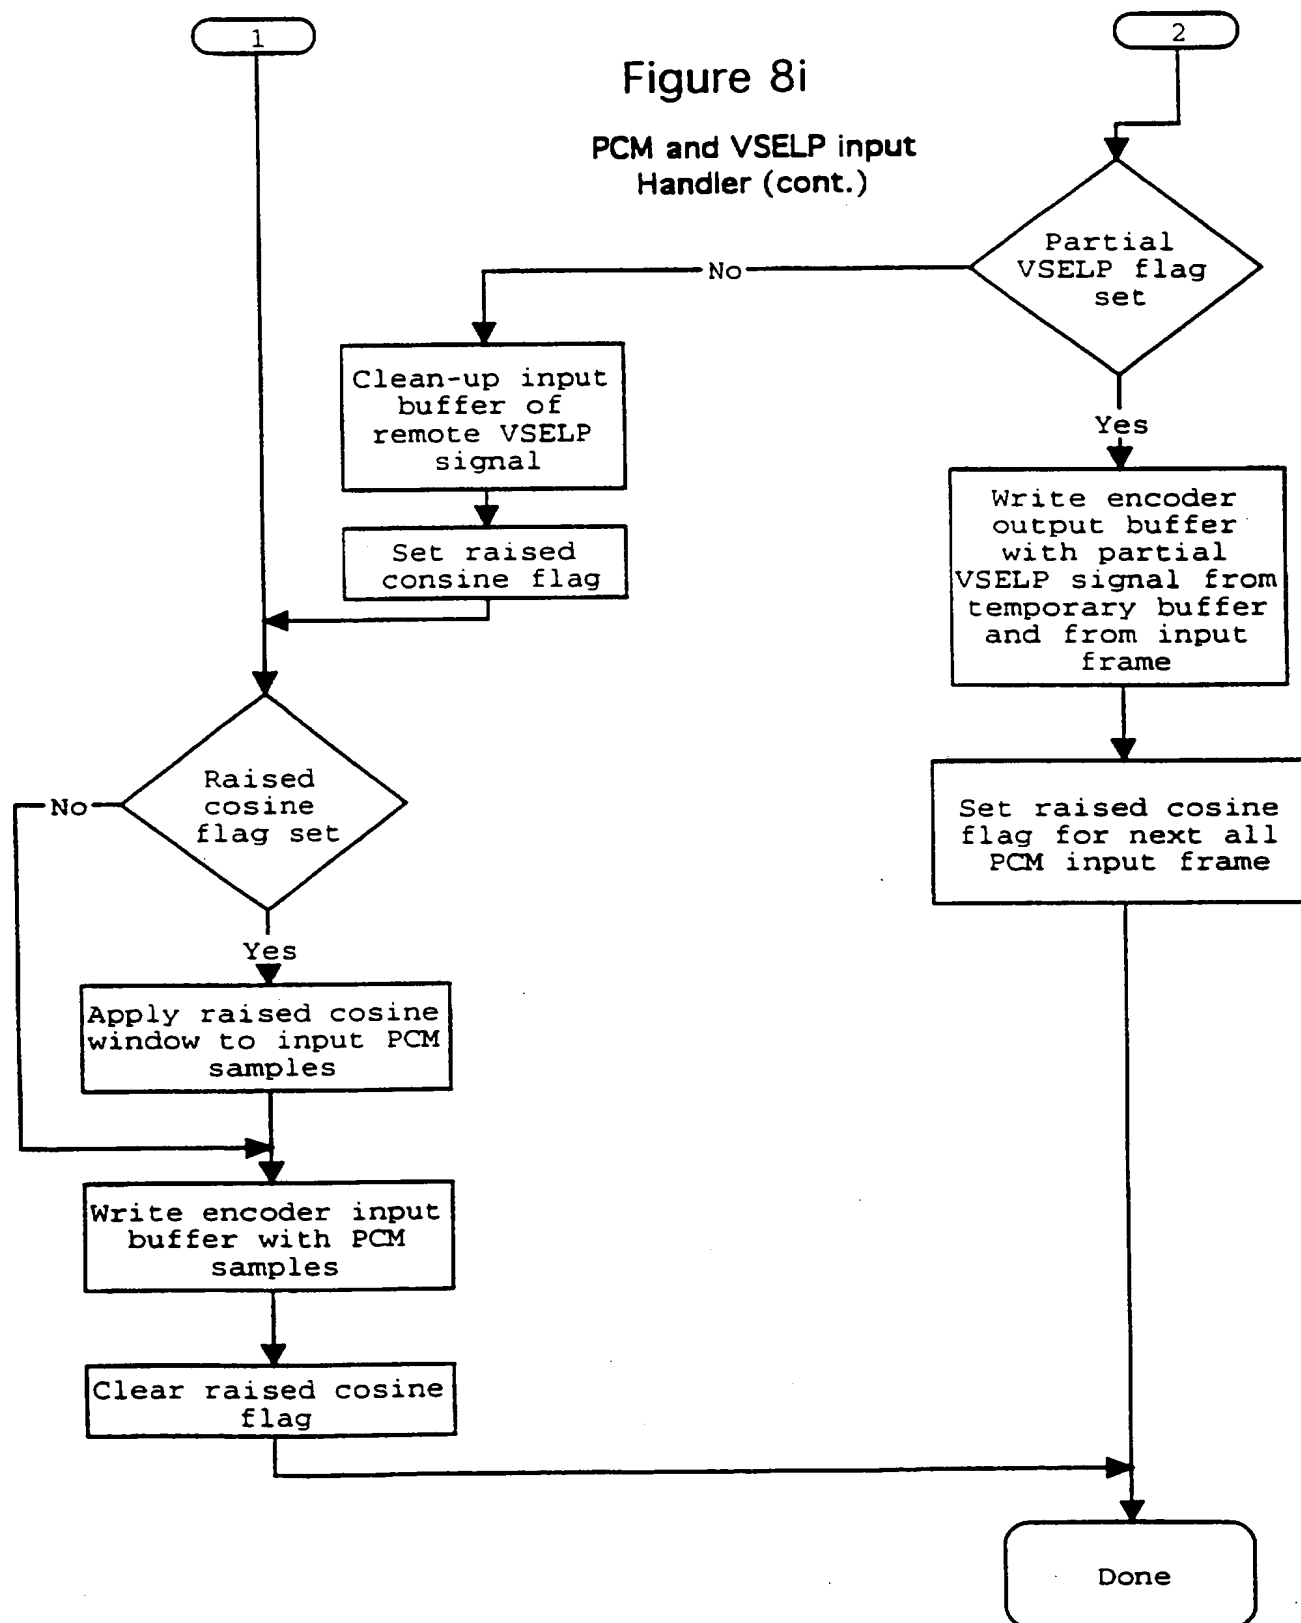 1
2
Figure 8i
PCM and VSELP input
Handler (cont.)
Partial
VSELP flag
set
No
Yes
Clean-up input
buffer of
remote VSELP
signal
Set raised
consine flag
Write encoder
output buffer
with partial
VSELP signal from
temporary buffer
and from input
frame
Set raised cosine
flag for next all
PCM input frame
Raised
cosine
flag set
No
Yes
Apply raised cosine
window to input PCM
samples
Write encoder input
buffer with PCM
samples
Clear raised cosine
flag
Done